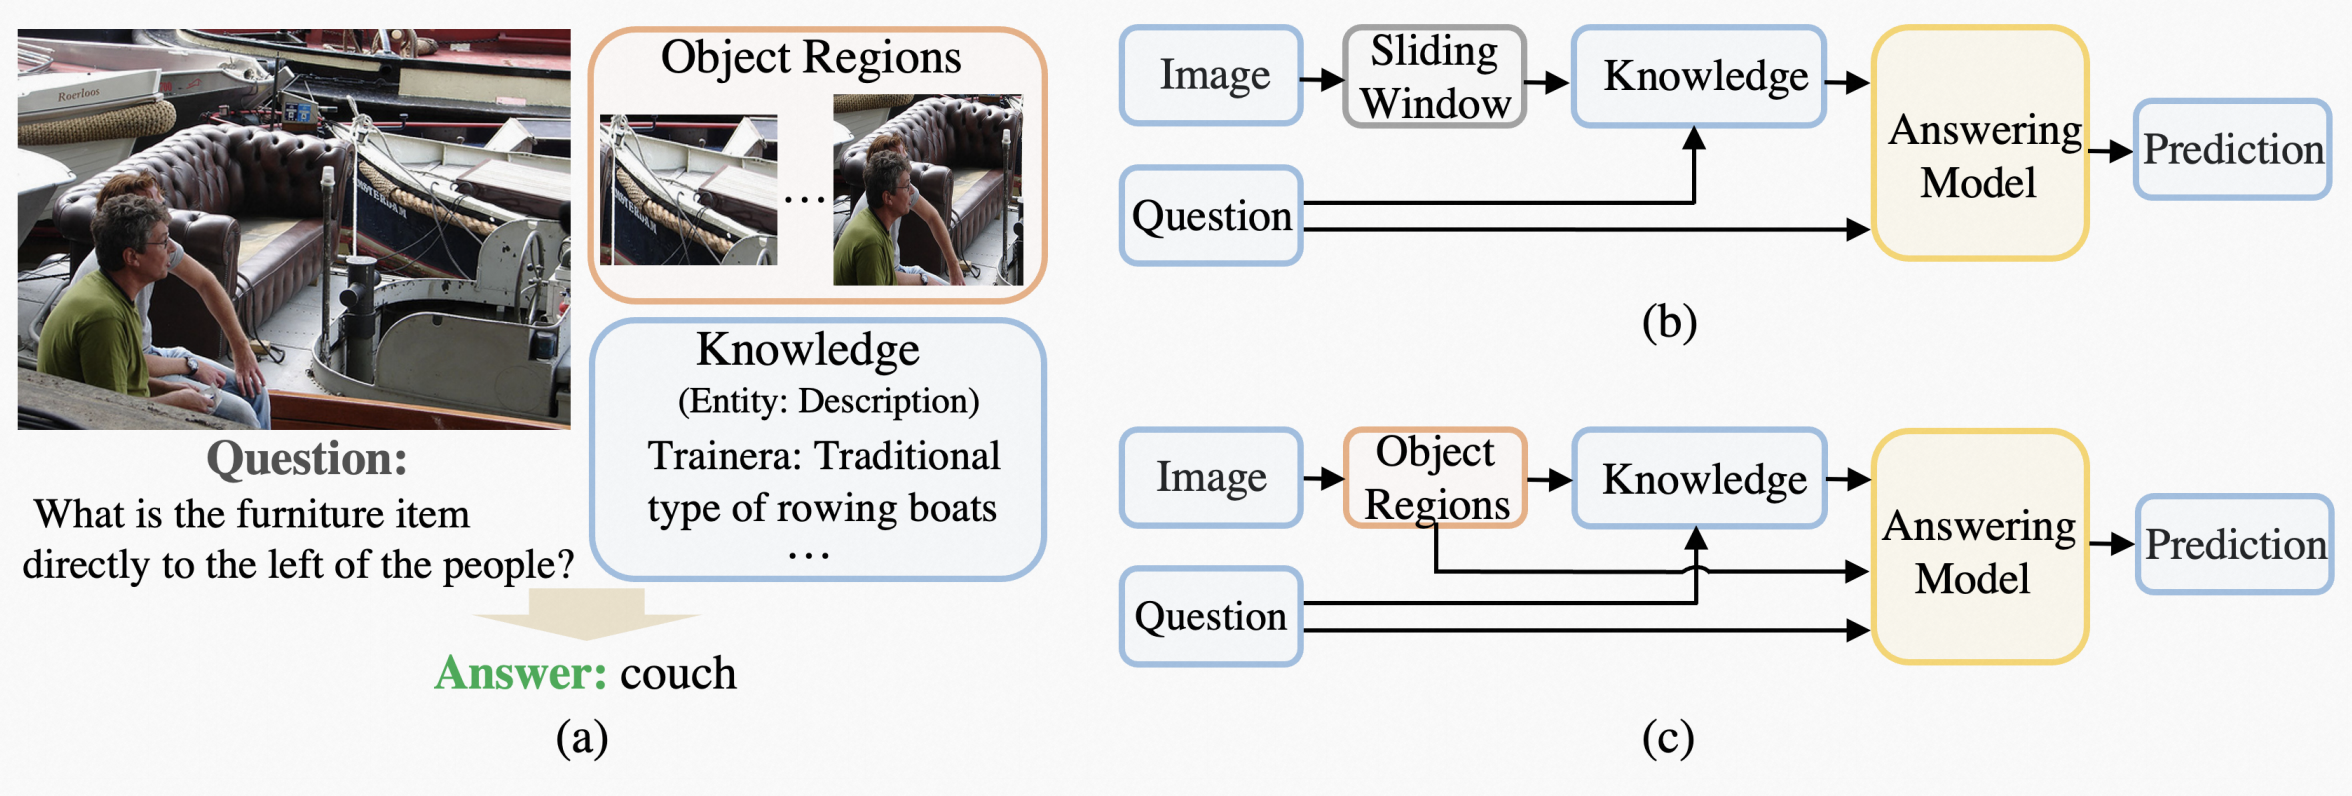 Roerloos
Object Regions
AMSTERDAM
...
Knowledge
(Entity: Description)
Trainera: Traditional
type of rowing boats
...
Question:
What is the furniture item
directly to the left of the people?
Answer: couch
(a)
Image
Sliding
Window
Knowledge
Answering
Model
Prediction
Question
(b)
Image
Object
Regions
Knowledge
Answering
Model
Prediction
Question
(c)